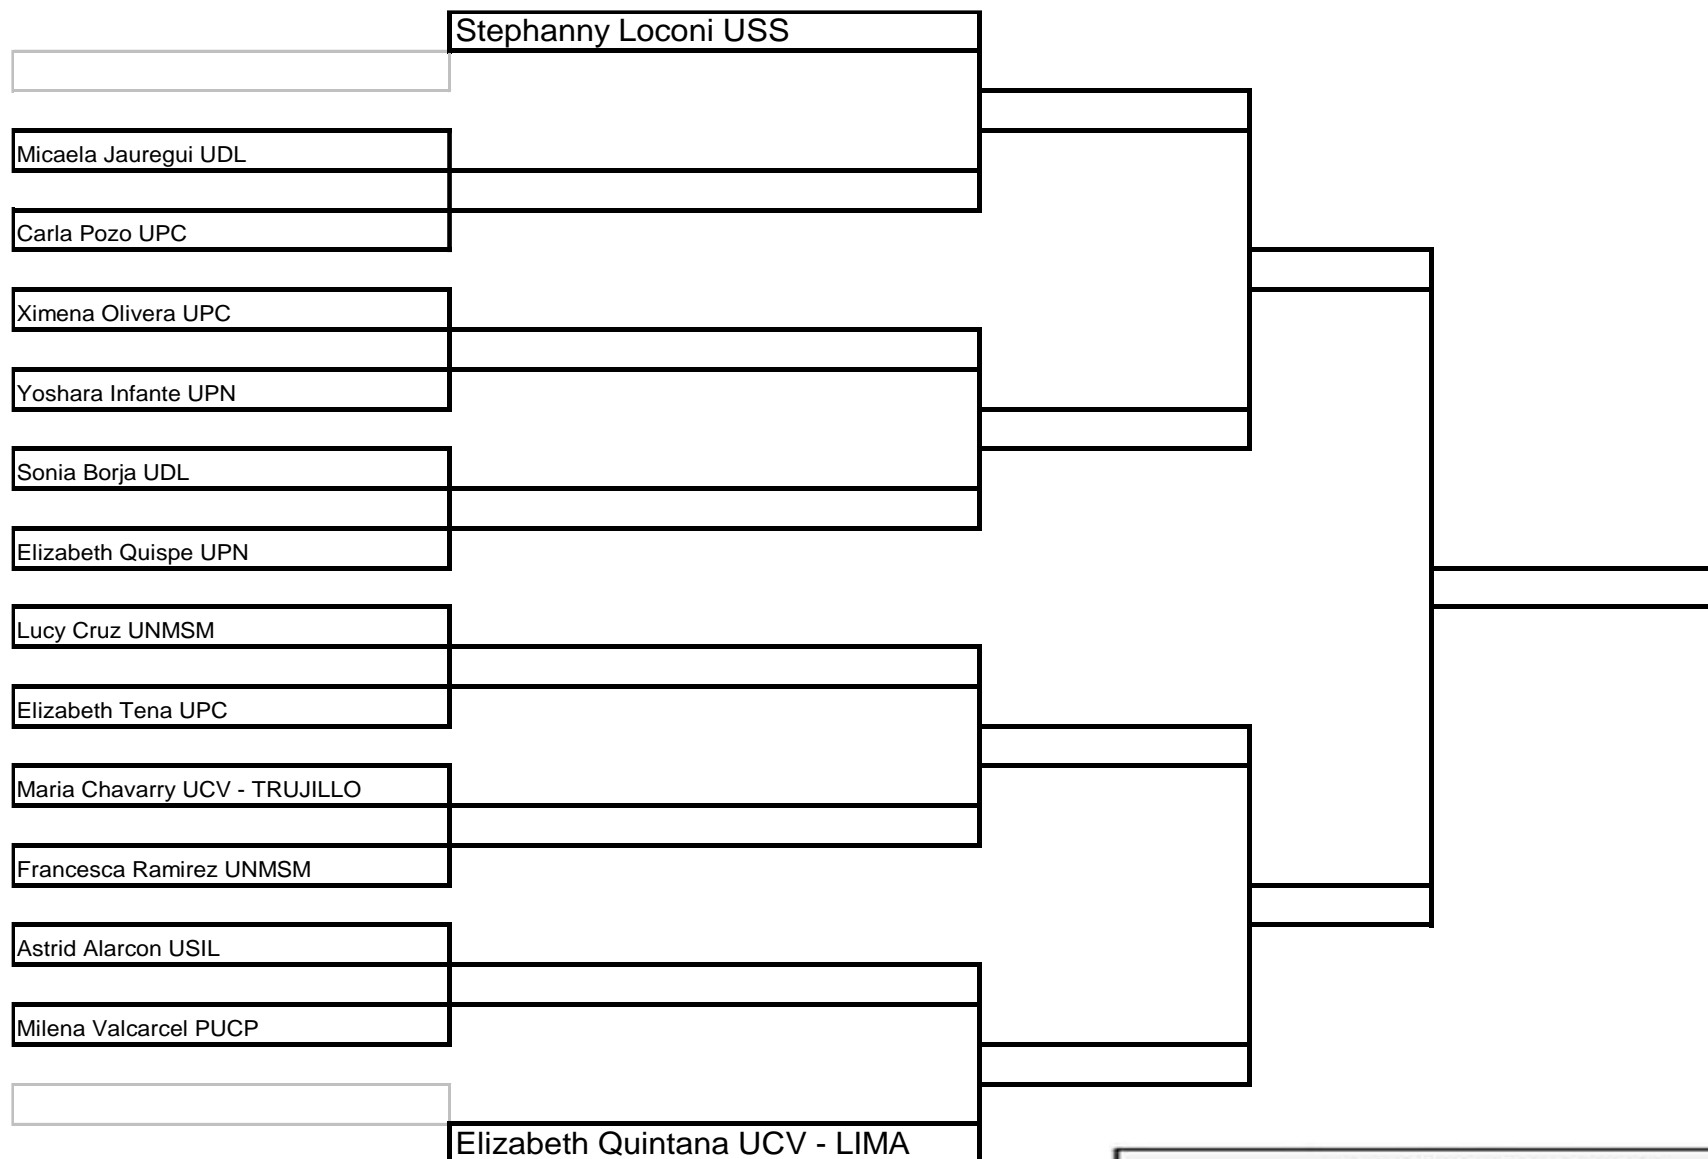 Stephanny Loconi USS
Micaela Jauregui UDL
Carla Pozo UPC
Ximena Olivera UPC
Yoshara Infante UPN
Sonia Borja UDL
Elizabeth Quispe UPN
Lucy Cruz UNMSM
Elizabeth Tena UPC
Maria Chavarry UCV - TRUJILLO
Francesca Ramirez UNMSM
Astrid Alarcon USIL
Milena Valcarcel PUCP
Elizabeth Quintana UCV - LIMA